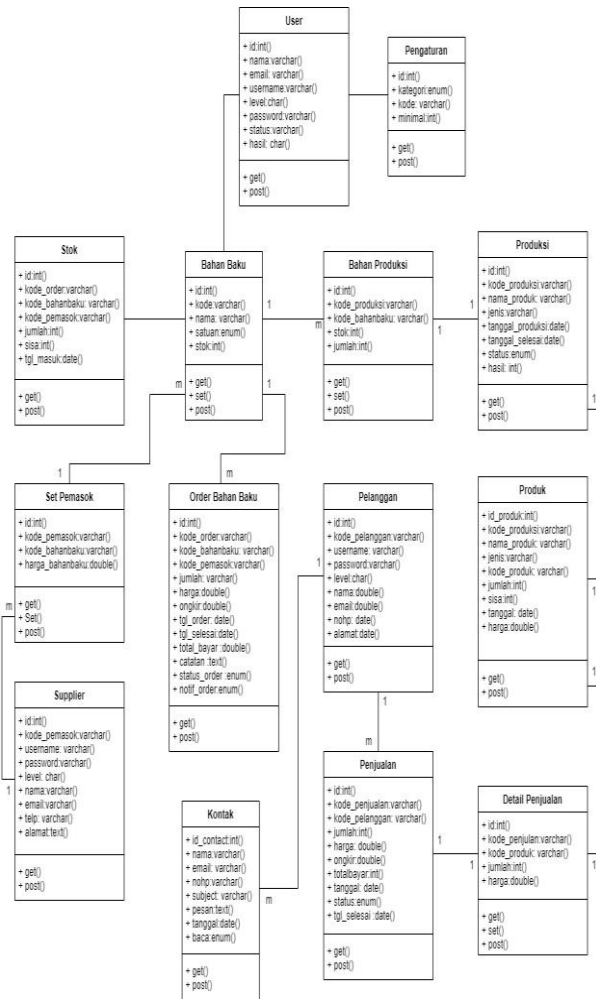 User
+ id:int()
+ nama:varchar()
+ email: varchar()
+ username:varchar()
+ level:char()
+ password:varchar()
+ status:varchar()
+ hasil: char()
+ get()
+ post()
Pengaturan
+ id:int()
+ kategori:enum()
+ kode: varchar()
+ minimal:int()
+ get()
+ post()
Stok
+ id:int()
+ kode_order:varchar()
+ kode_bahanbaku: varchar()
+ kode_pemasok:varchar()
+ jumlah:int()
+ sisa:int()
+ tgl_masuk:date()
+ get()
+ post()
Bahan Baku
+ id:int()
+ kode:varchar()
+ nama: varchar()
+ satuan:enum()
+ stok:int()
+ get()
+ set()
+ post()
1
m
m
1
Bahan Produksi
+ id:int()
+ kode_produksi:varchar()
+ kode_bahanbaku: varchar()
+ stok:int()
+ jumlah:int()
+ get()
+ set()
+ post()
1
1
Produksi
+ id:int()
+ kode_produksi:varchar()
+ nama_produk: varchar()
+ jenis:varchar()
+ tanggal_produksi:date()
+ tanggal_selesai:date()
+ status:enum()
+ hasil: int()
+ get()
+ post()
1
1
m
Set Pemasok
+ id:int()
+ kode_pemasok:varchar()
+ kode_bahanbaku:varchar()
+ harga_bahanbaku:double()
+ get()
+ Set()
+ post()
m
Order Bahan Baku
+ id:int()
+ kode_order:varchar()
+ kode_bahanbaku: varchar()
+ kode_pemasok:varchar()
+ jumlah: varchar()
+ harga:double()
+ ongkir:double()
+ tgl_order: date()
+ tgl_selesai:date()
+ total_bayar :double()
+ catatan :text()
+ status_order :enum()
+ notif_order:enum()
+ get()
+ post()
Pelanggan
+ id:int()
+ kode_pelanggan:varchar()
+ username: varchar()
+ password:varchar()
+ level:char()
+ nama:double()
+ email:double()
+ nohp: date()
+ alamat:date()
+ get()
+ post()
1
1
m
Produk
+ id_produk:int()
+ kode_produksi:varchar()
+ nama_produk: varchar()
+ jenis:varchar()
+ kode_produk: varchar()
+ jumlah:int()
+ sisa:int()
+ tanggal: date()
+ harga:double()
+ get()
+ post()
1
1
Supplier
+ id:int()
+ kode_pemasok:varchar()
+ username: varchar()
+ password:varchar()
+ level: char()
+ nama:varchar()
+ email:varchar()
+ telp: varchar()
+ alamat:text()
+ get()
+ post()
1
Kontak
+ id_contact:int()
+ nama:varchar()
+ email: varchar()
+ nohp:varchar()
+ subject: varchar()
+ pesan:text()
+ tanggal:date()
+ baca:enum()
+ get()
+ post()
m
Penjualan
+ id:int()
+ kode_penjualan:varchar()
+ kode_pelanggan: varchar()
+ jumlah:int()
+ harga: double()
+ ongkir:double()
+ totalbayar:int()
+ tanggal: date()
+ status:enum()
+ tgl_selesai :date()
+ get()
+ post()
1
1
Detail Penjualan
+ id:int()
+ kode_penjulan:varchar()
+ kode_produk: varchar()
+ jumlah:int()
+ harga:double()
+ get()
+ set()
+ post()
1